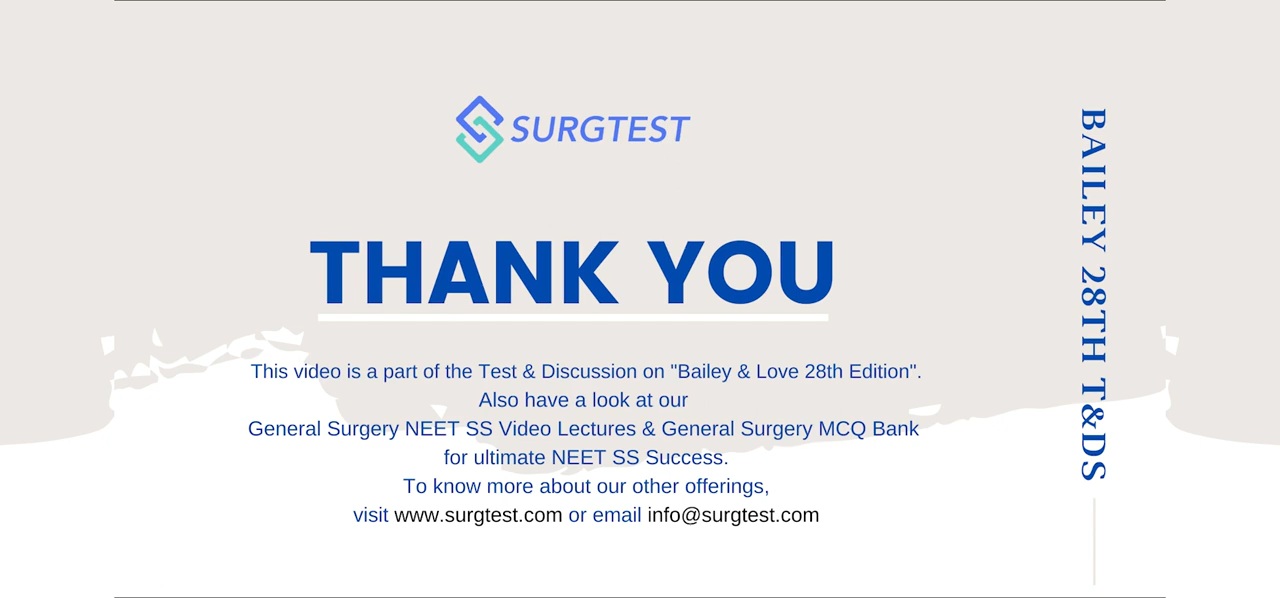 SURGTEST
THANK YOU
This video is a part of the Test & Discussion on "Bailey & Love 28th Edition".
Also have a look at our
General Surgery NEET SS Video Lectures & General Surgery MCQ Bank
for ultimate NEET SS Success.
To know more about our other offerings,
visit www.surgtest.com or email info@surgtest.com
BAILEY 28TH T&DS